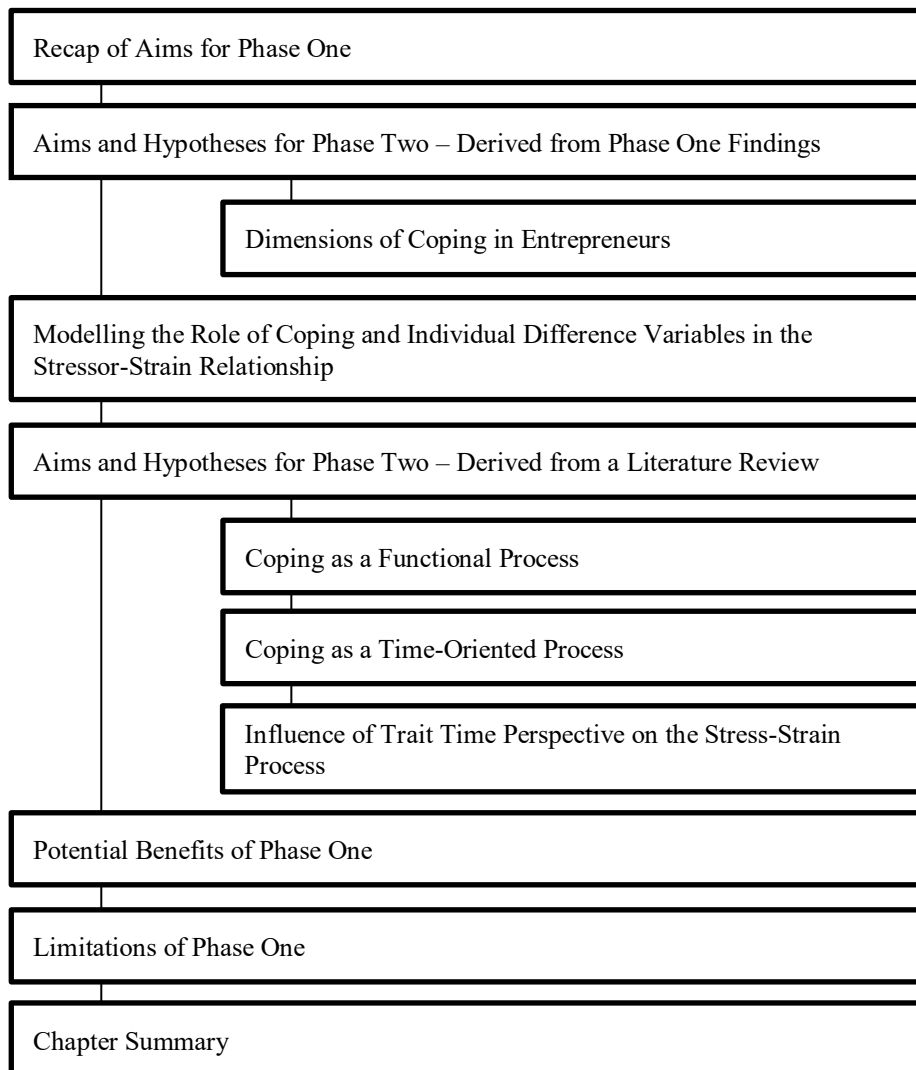 Recap of Aims for Phase One
Aims and Hypotheses for Phase Two – Derived from Phase One Findings
Dimensions of Coping in Entrepreneurs
Modelling the Role of Coping and Individual Difference Variables in the
Stressor-Strain Relationship
Aims and Hypotheses for Phase Two – Derived from a Literature Review
Coping as a Functional Process
Coping as a Time-Oriented Process
Influence of Trait Time Perspective on the Stress-Strain
Process
Potential Benefits of Phase One
Limitations of Phase One
Chapter Summary